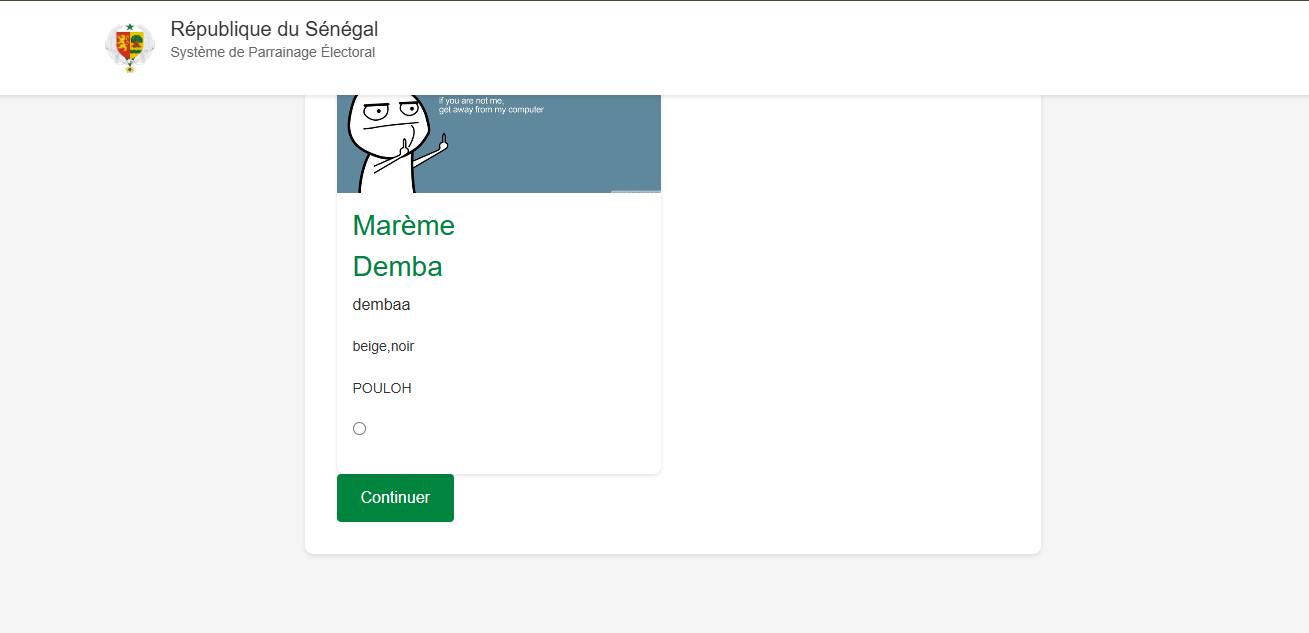 République du Sénégal
Système de Parrainage Électoral
if you are not me,
get away from my computer
Marème
Demba
dembaa
beige,noir
POULOH
Continuer